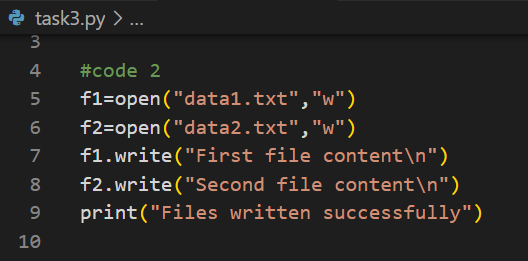 task3.py > ...
3
4 #code 2
5 f1=open("data1.txt","w")
6 f2=open("data2.txt","w")
7 f1.write("First file content\n")
8 f2.write("Second file content\n")
9 print("Files written successfully")
10